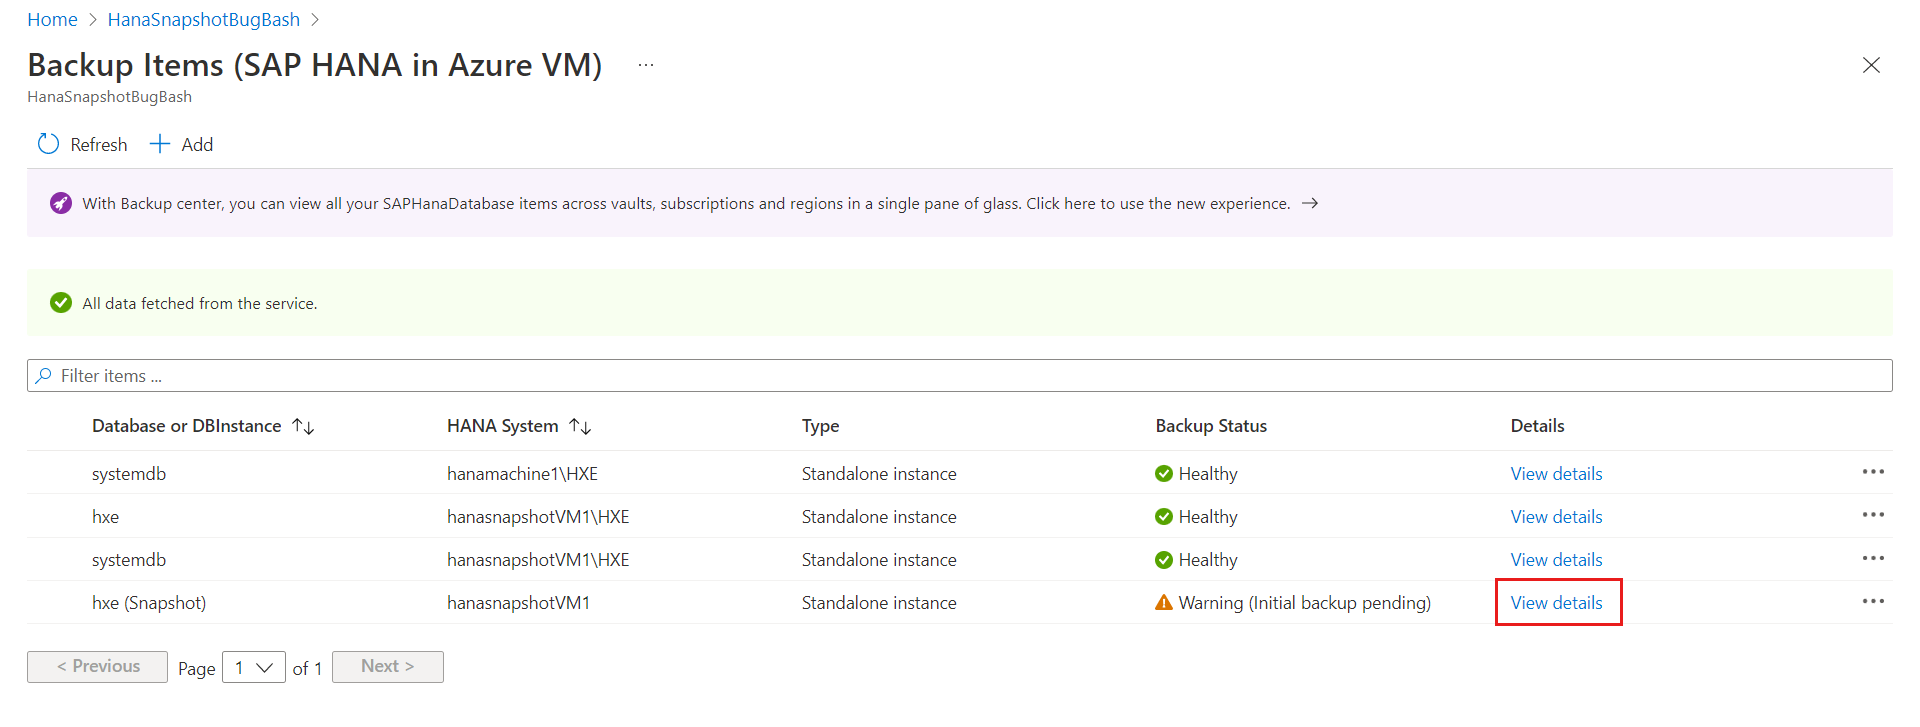 Home > HanaSnapshotBugBash >
Backup Items (SAP HANA in Azure VM) ...
HanaSnapshotBugBash
Refresh + Add
With Backup center, you can view all your SAPHanaDatabase items across vaults, subscriptions and regions in a single pane of glass. Click here to use the new experience. →
All data fetched from the service.
Filter items ...
Database or DBInstance ↑↓ HANA System ↑↓ Type Backup Status Details
systemdb hanamachine1\HXE Standalone instance Healthy View details •••
hxe hanasnapshotVM1\HXE Standalone instance Healthy View details •••
systemdb hanasnapshotVM1\HXE Standalone instance Healthy View details •••
hxe (Snapshot) hanasnapshotVM1 Standalone instance Warning (Initial backup pending) View details •••
< Previous Page 1 of 1 Next >